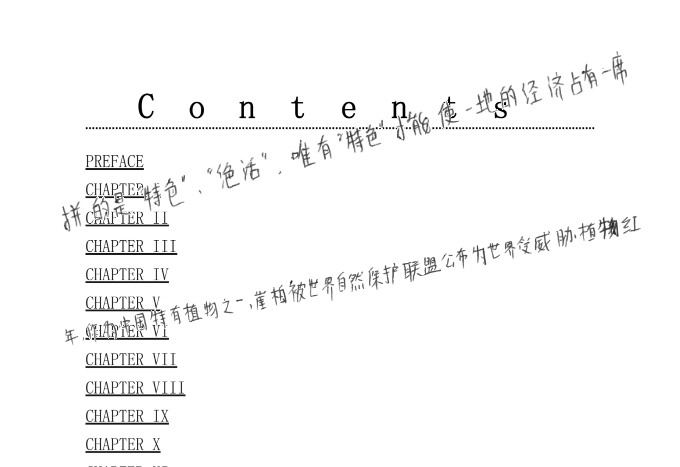 Contents
拼的是“特色”、“绝活”，唯有“特色”才能使一地的经济占有一席
PREFACE
CHAPTER
CHAPTER II
CHAPTER III
CHAPTER IV
CHAPTER V
年，作为中国特有植物之一，崖柏被世界自然保护联盟公布为世界受威胁植物红
CHAPTER VI
CHAPTER VII
CHAPTER VIII
CHAPTER IX
CHAPTER X